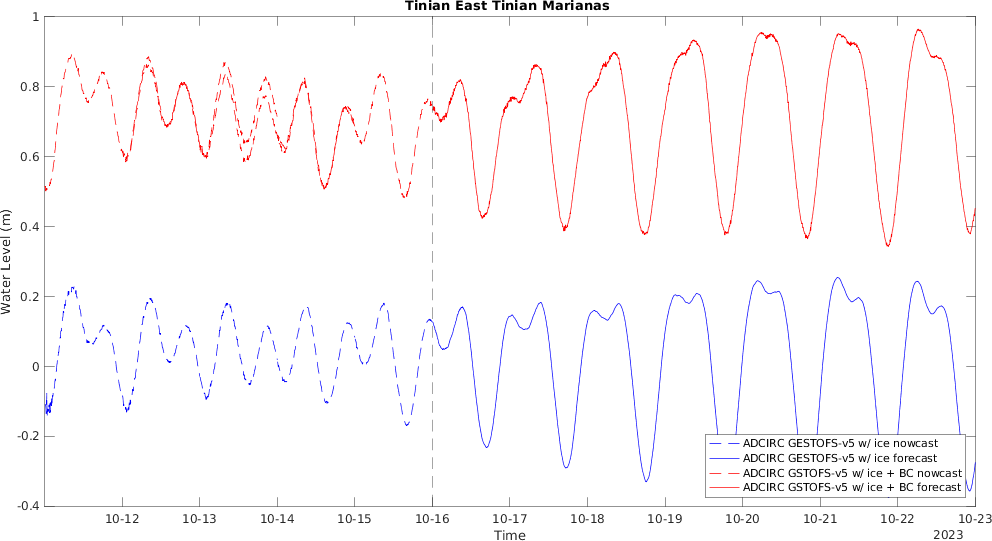 Tinian East Tinian Marianas
1
0.8
0.6
0.4
0.2
0
-0.2
-0.4
Water Level (m)
ADCIRC GESTOFS-v5 w/ ice nowcast
ADCIRC GESTOFS-v5 w/ ice forecast
ADCIRC GSTOFS-v5 w/ ice + BC nowcast
ADCIRC GSTOFS-v5 w/ ice + BC forecast
10-12 10-13 10-14 10-15 10-16 10-17 10-18 10-19 10-20 10-21 10-22 10-23
Time 2023